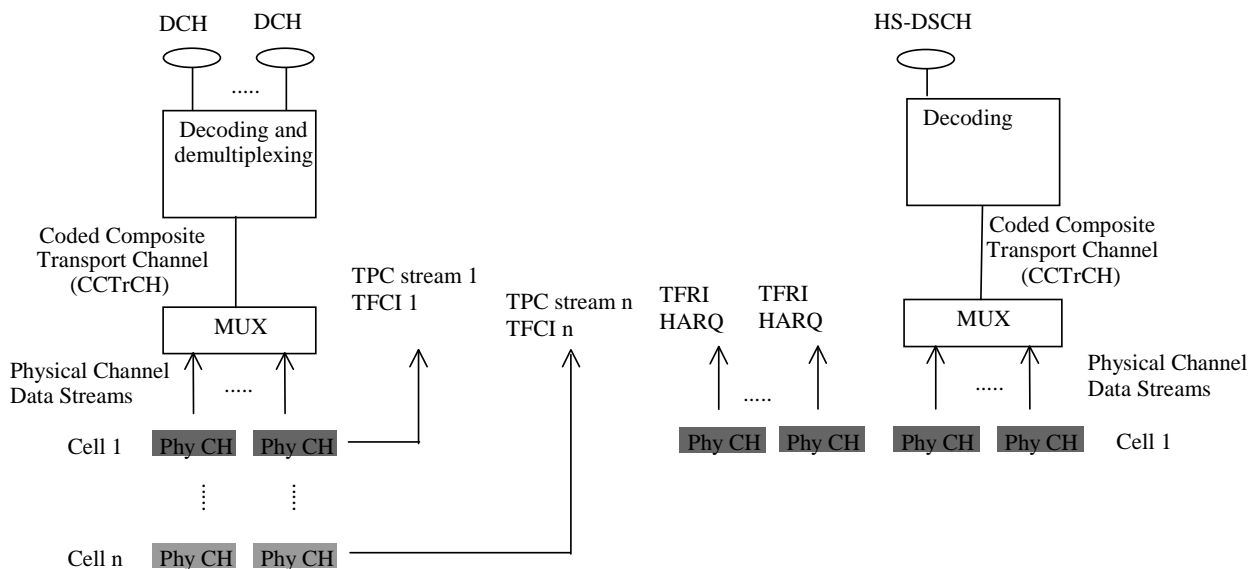 DCH DCH
.....
Decoding and
demultiplexing
Coded Composite
Transport Channel
(CCTrCH)
MUX
Physical Channel
Data Streams
.....
Cell 1 Phy CH Phy CH
Cell n Phy CH Phy CH
TPC stream 1
TFCI 1
TPC stream n
TFCI n
HS-DSCH
Decoding
Coded Composite
Transport Channel
(CCTrCH)
TFRI
HARQ
TFRI
HARQ
MUX
Physical Channel
Data Streams
.....
.....
Phy CH Phy CH Phy CH Phy CH Cell 1